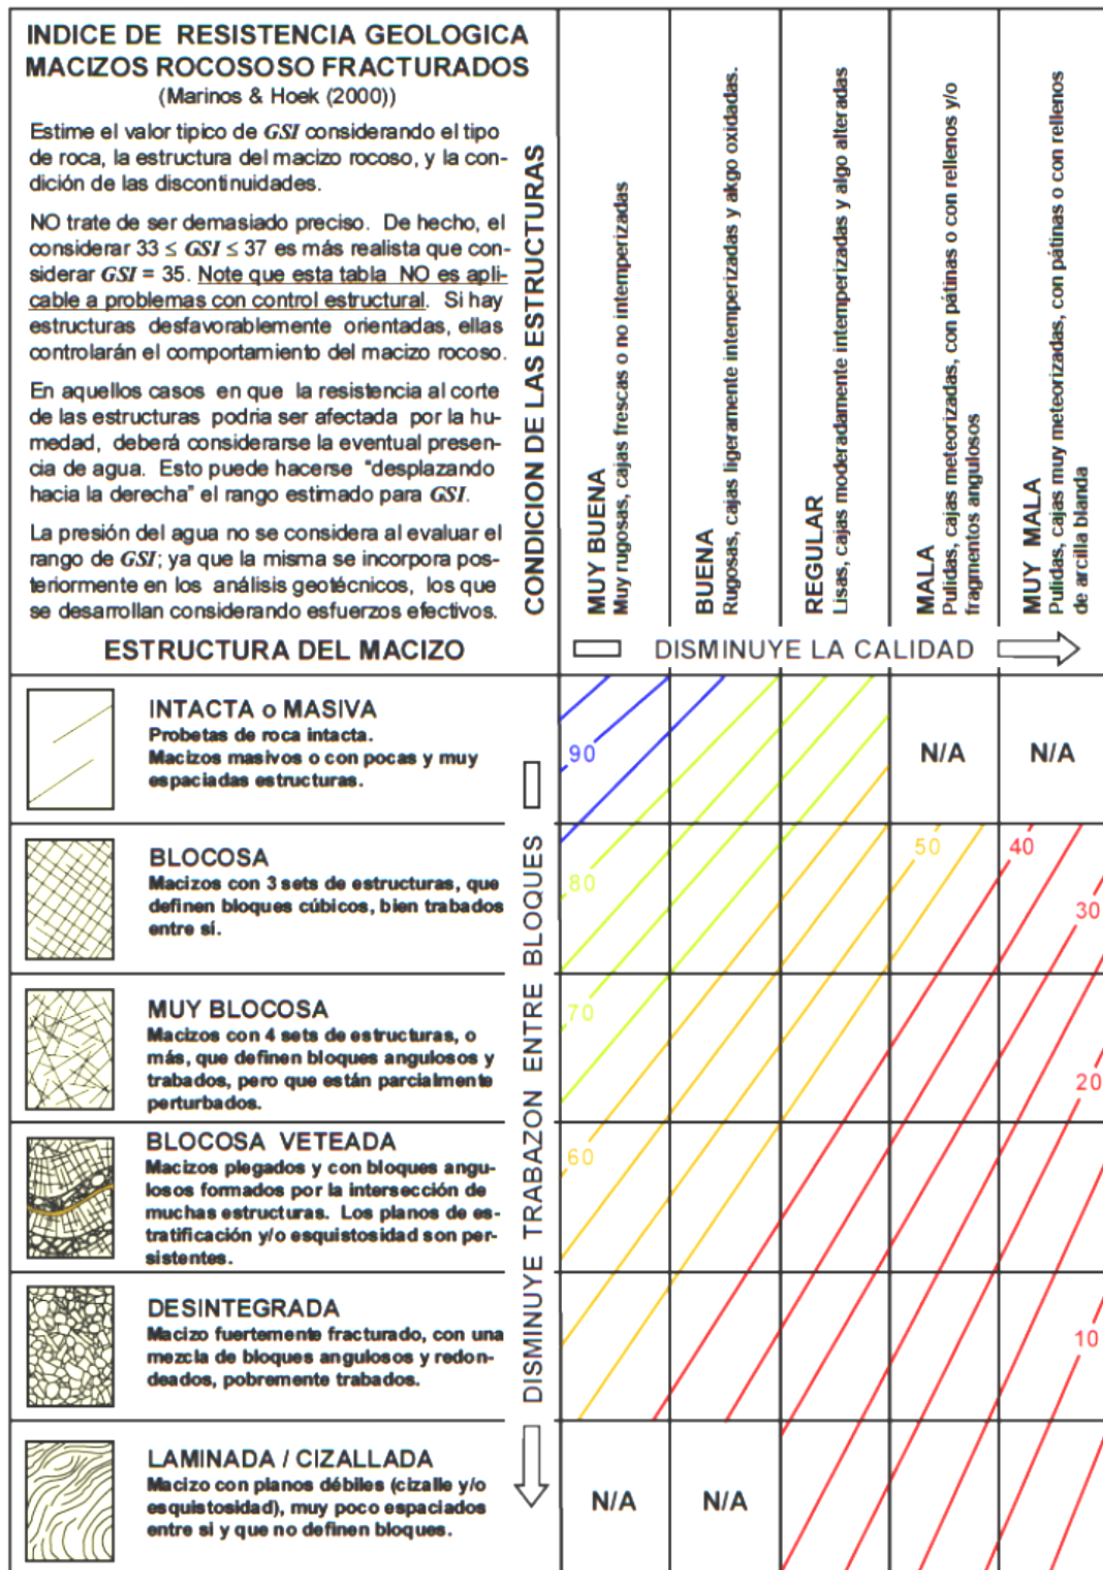 INDICE DE RESISTENCIA GEOLOGICA
MACIZOS ROCOSOSO FRACTURADOS
(Marinos & Hoek (2000))
Estime el valor tipico de GSI considerando el tipo
de roca, la estructura del macizo rocoso, y la con-
dición de las discontinuidades.
NO trate de ser demasiado preciso. De hecho, el
considerar 33 ≤ GSI ≤ 37 es más realista que con-
siderar GSI = 35. Note que esta tabla NO es apli-
cable a problemas con control estructural. Si hay
estructuras desfavorablemente orientadas, ellas
controlarán el comportamiento del macizo rocoso.
En aquellos casos en que la resistencia al corte
de las estructuras podria ser afectada por la hu-
medad, deberá considerarse la eventual presen-
cia de agua. Esto puede hacerse "desplazando
hacia la derecha" el rango estimado para GSI.
La presión del agua no se considera al evaluar el
rango de GSI; ya que la misma se incorpora pos-
teriormente en los análisis geotécnicos, los que
se desarrollan considerando esfuerzos efectivos.
CONDICION DE LAS ESTRUCTURAS
MUY BUENA
Muy rugosas, cajas frescas o no intemperizadas
BUENA
Rugosas, cajas ligeramente intemperizadas y akgo oxidadas.
REGULAR
Lisas, cajas moderadamente intemperizadas y algo alteradas
MALA
Pulidas, cajas meteorizadas, con pátinas o con rellenos y/o
fragmentos angulosos
MUY MALA
Pulidas, cajas muy meteorizadas, con pátinas o con rellenos
de arcilla blanda
ESTRUCTURA DEL MACIZO
DISMINUYE LA CALIDAD
DISMINUYE TRABAZON ENTRE BLOQUES
INTACTA o MASIVA
Probetas de roca intacta.
Macizos masivos o con pocas y muy
espaciadas estructuras.
90
N/A
N/A
BLOCOSA
Macizos con 3 sets de estructuras, que
definen bloques cúbicos, bien trabados
entre sí.
80
50
40
30
MUY BLOCOSA
Macizos con 4 sets de estructuras, o
más, que definen bloques angulosos y
trabados, pero que están parcialmente
perturbados.
70
20
BLOCOSA VETEADA
Macizos plegados y con bloques angu-
losos formados por la intersección de
muchas estructuras. Los planos de es-
tratificación y/o esquistosidad son per-
sistentes.
60
DESINTEGRADA
Macizo fuertemente fracturado, con una
mezcla de bloques angulosos y redon-
deados, pobremente trabados.
10
LAMINADA / CIZALLADA
Macizo con planos débiles (cizalle y/o
esquistosidad), muy poco espaciados
entre si y que no definen bloques.
N/A
N/A